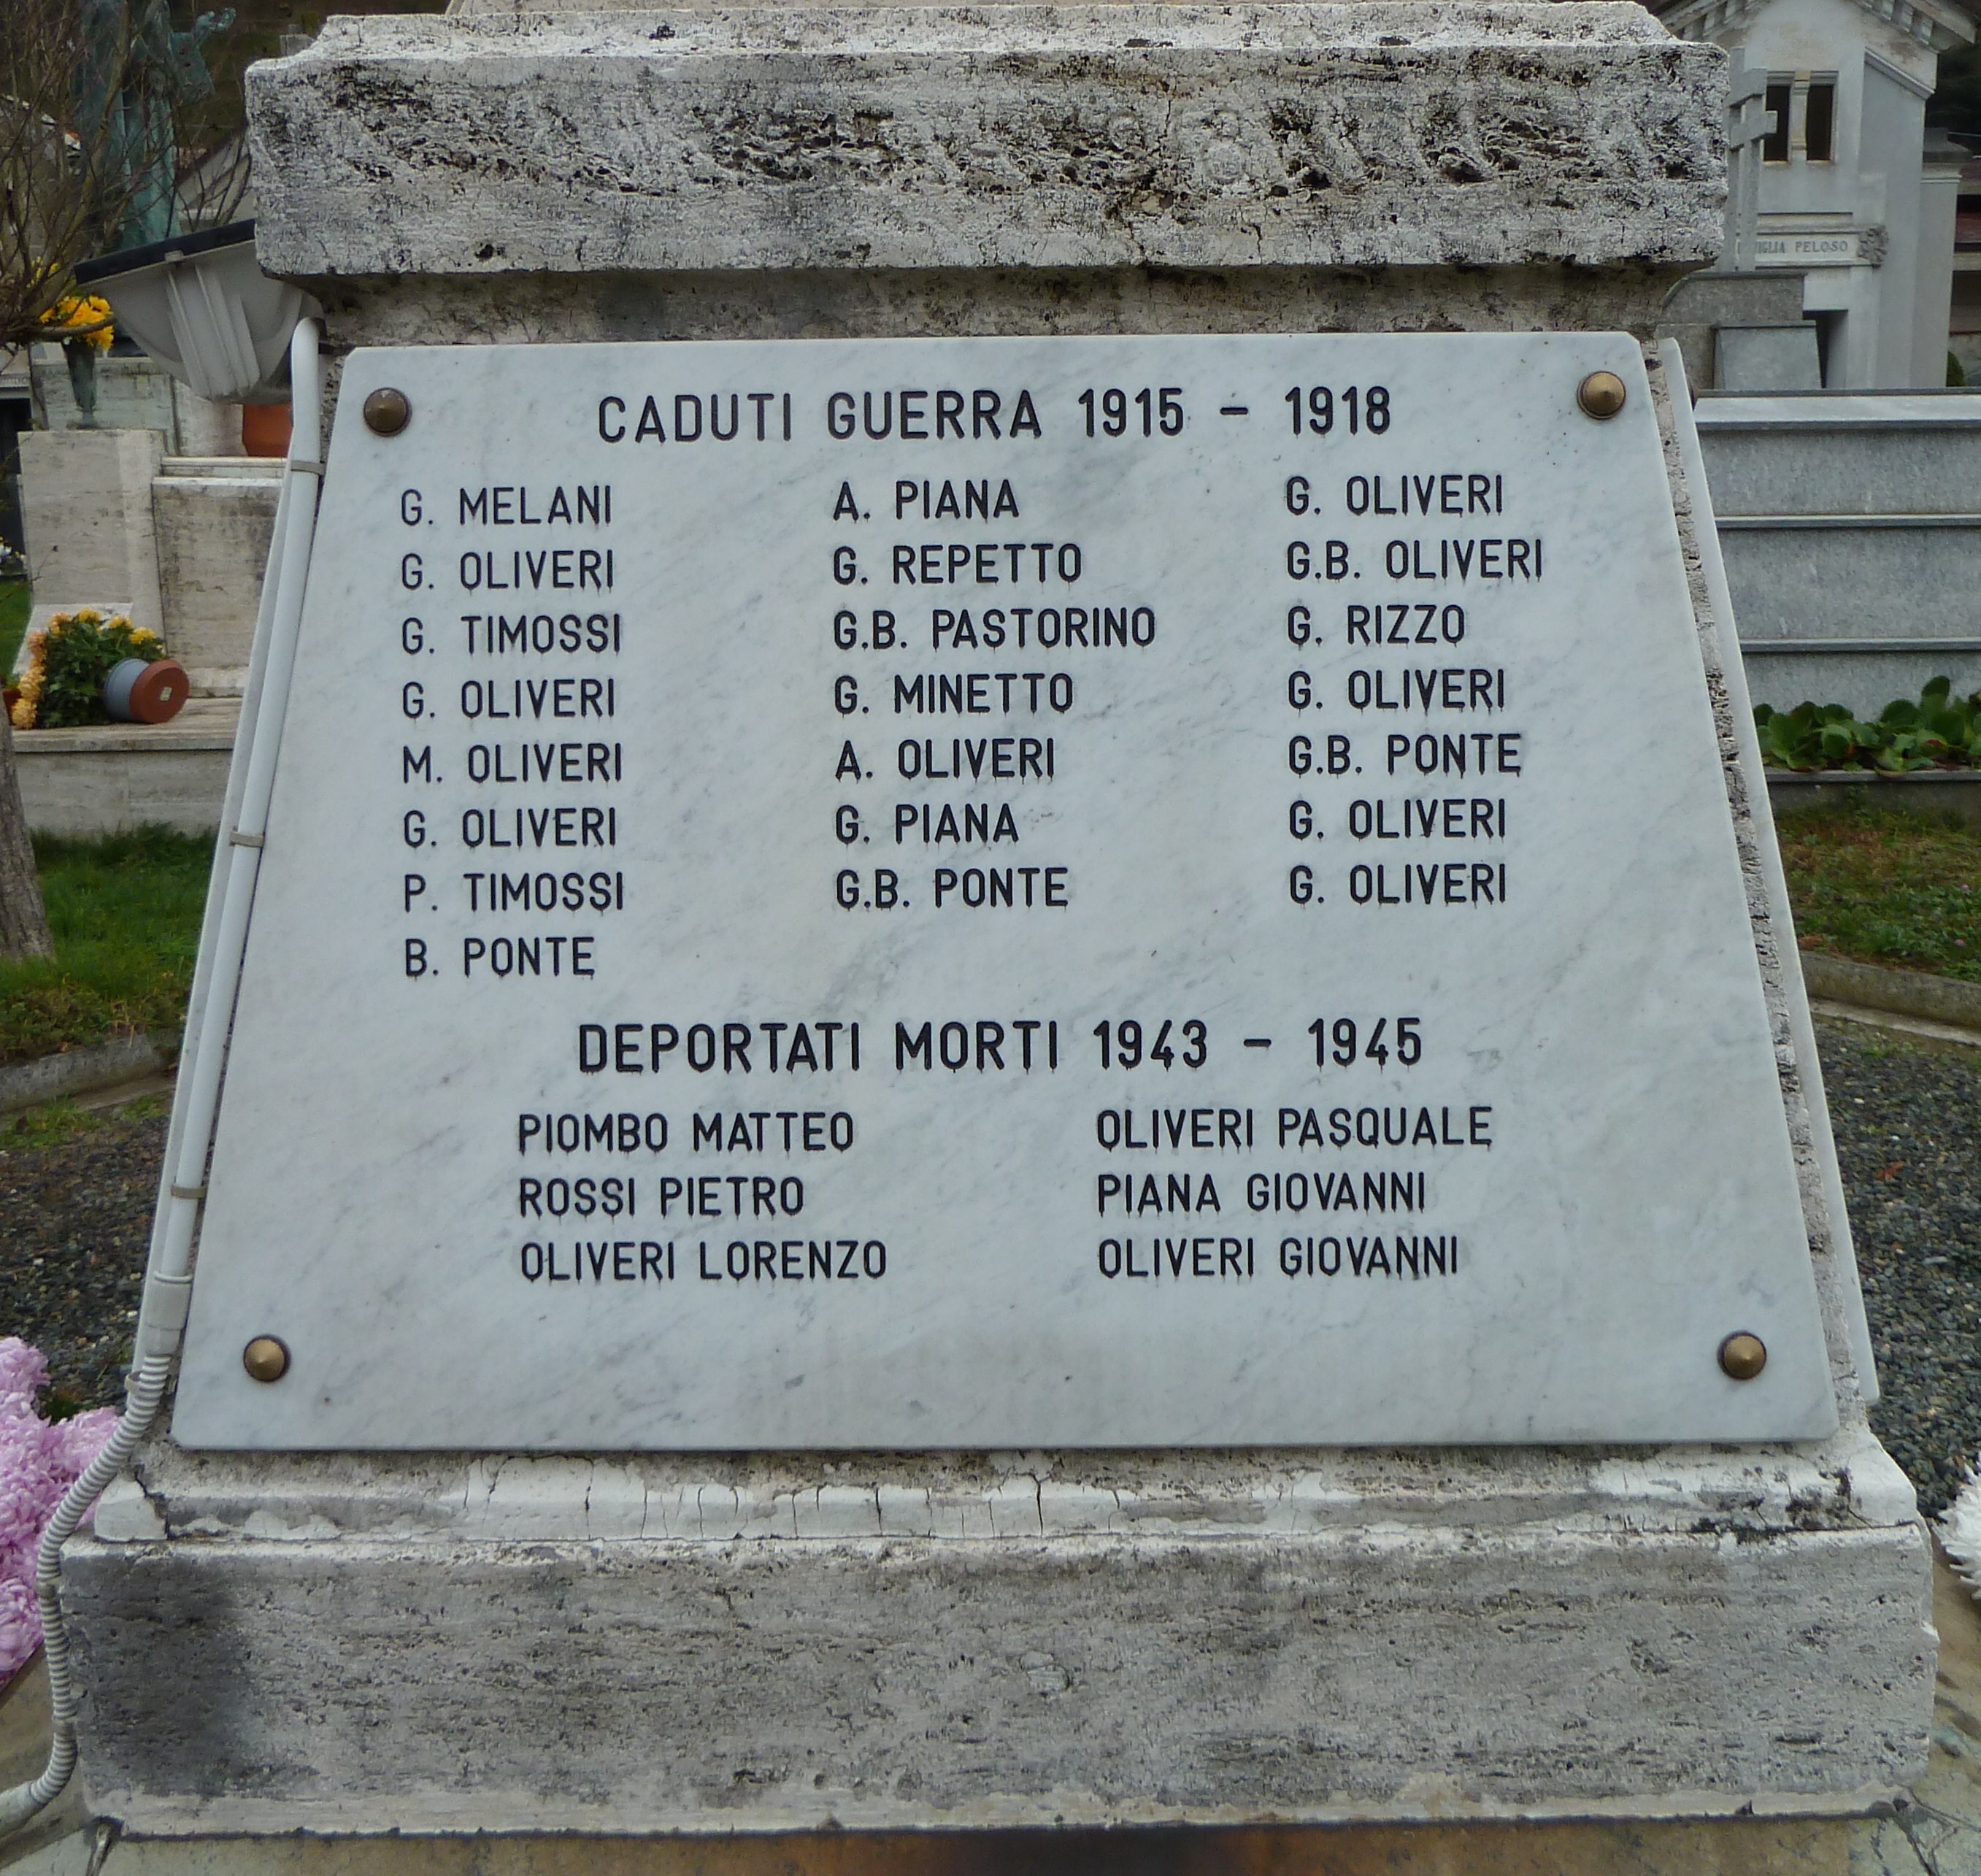 CADUTI GUERRA 1915 - 1918
G. MELANI
G. OLIVERI
G. TIMOSSI
G. OLIVERI
M. OLIVERI
G. OLIVERI
P. TIMOSSI
B. PONTE
A. PIANA
G. REPETTO
G.B. PASTORINO
G. MINETTO
A. OLIVERI
G. PIANA
G.B. PONTE
G. OLIVERI
G.B. OLIVERI
G. RIZZO
G. OLIVERI
G.B. PONTE
G. OLIVERI
G. OLIVERI
DEPORTATI MORTI 1943 - 1945
PIOMBO MATTEO
ROSSI PIETRO
OLIVERI LORENZO
OLIVERI PASQUALE
PIANA GIOVANNI
OLIVERI GIOVANNI
PELOSO